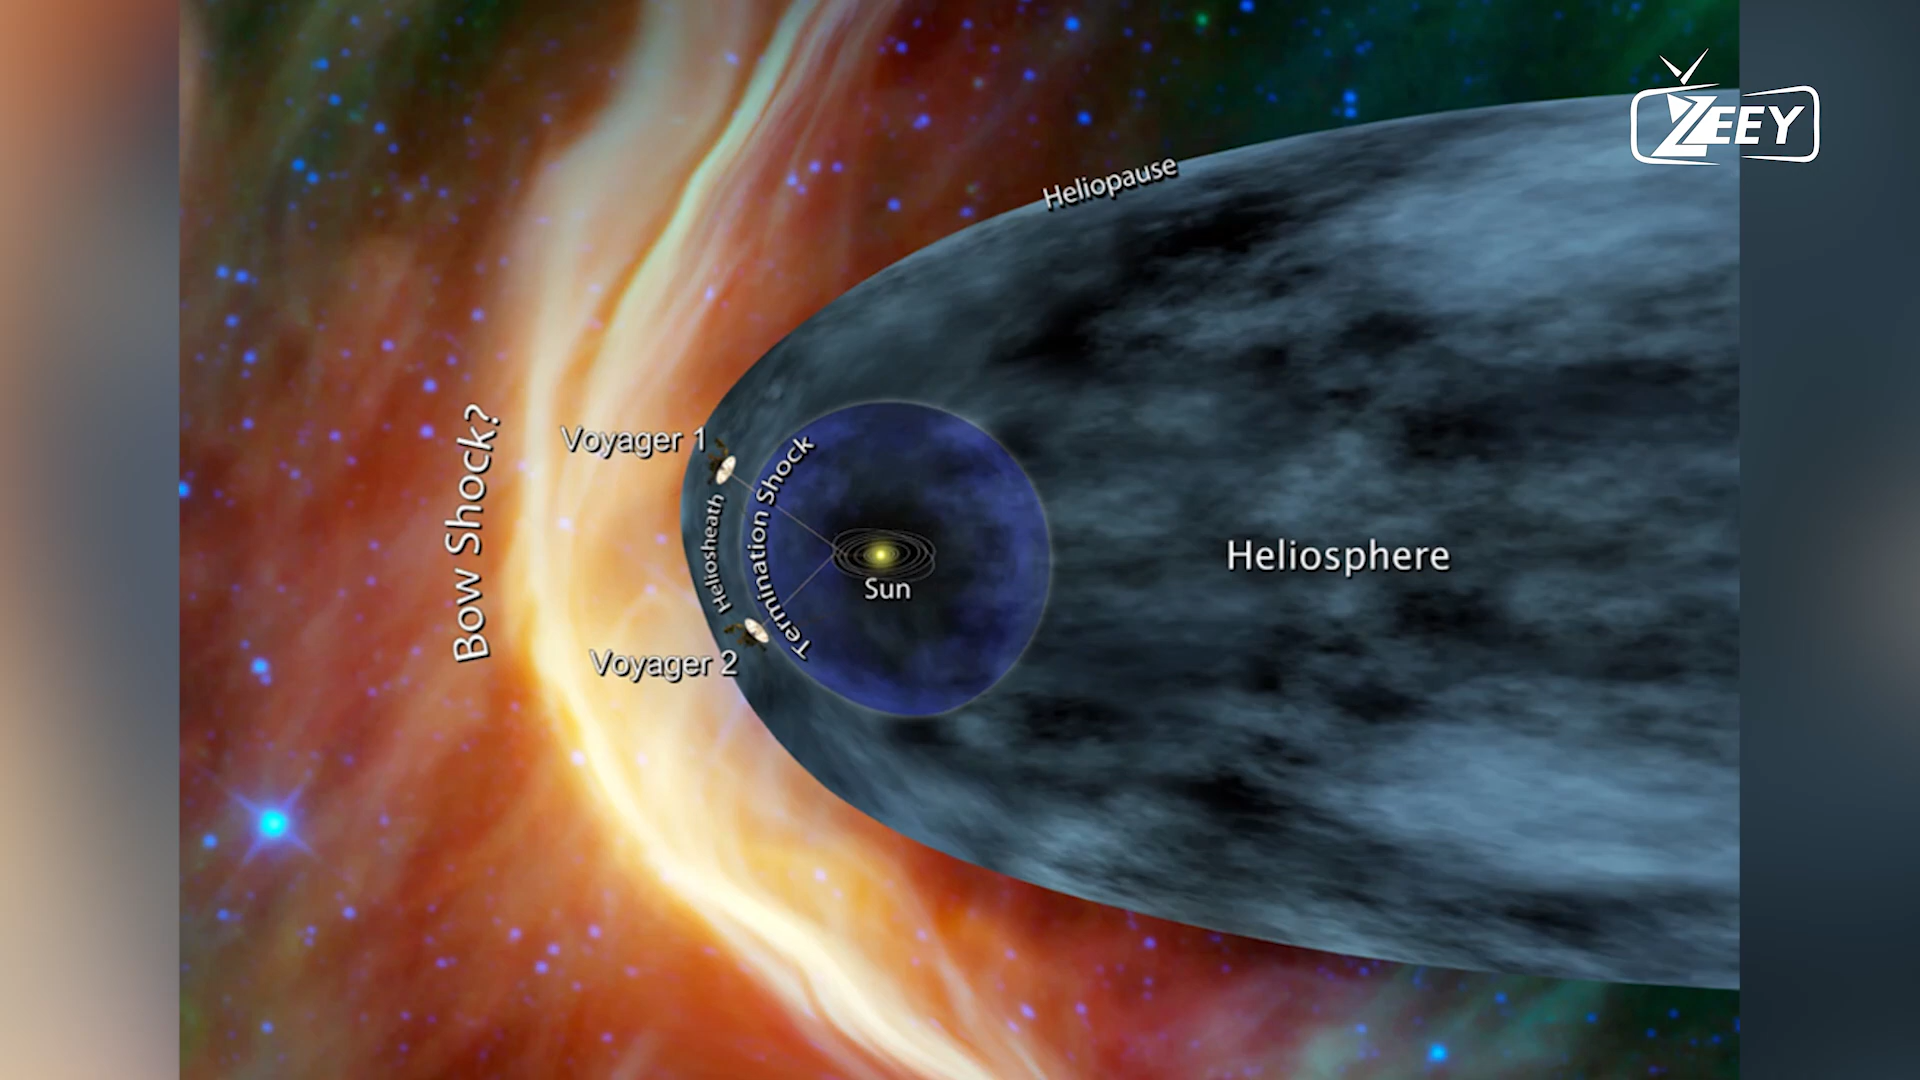 ZEEY
Heliopause
Bow Shock?
Voyager 1
Heliosheath
Termination Shock
Sun
Heliosphere
Voyager 2